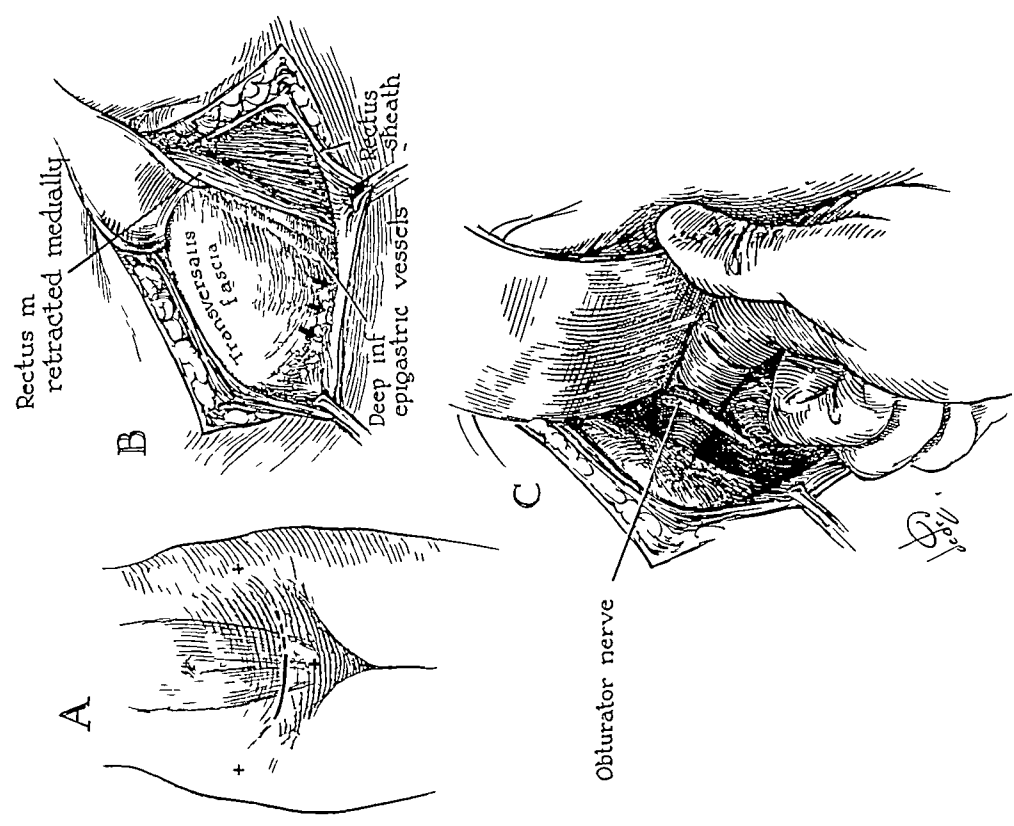 A
B
Rectus m
retracted medially
Transversalis
fascia
Rectus
sheath
Deep inf
epigastric vessels
C
Obturator nerve